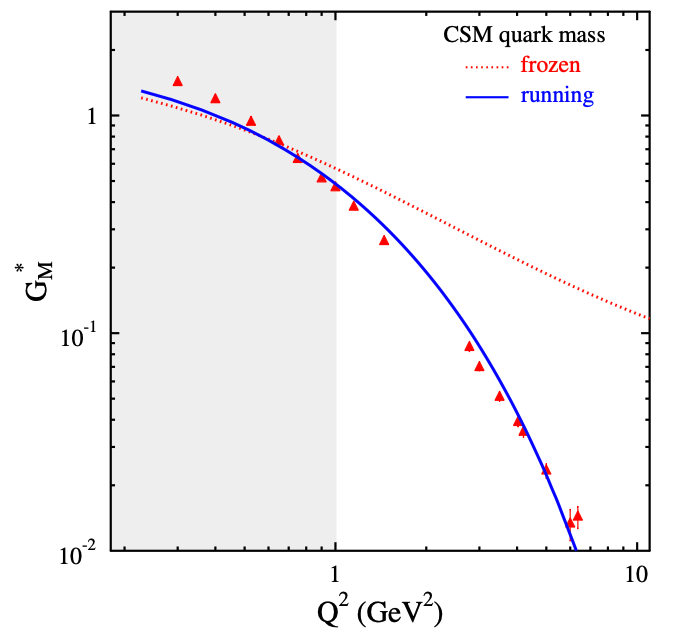 CSM quark mass
frozen
running
1
10⁻¹
10⁻²
G*M
1
10
Q² (GeV²)